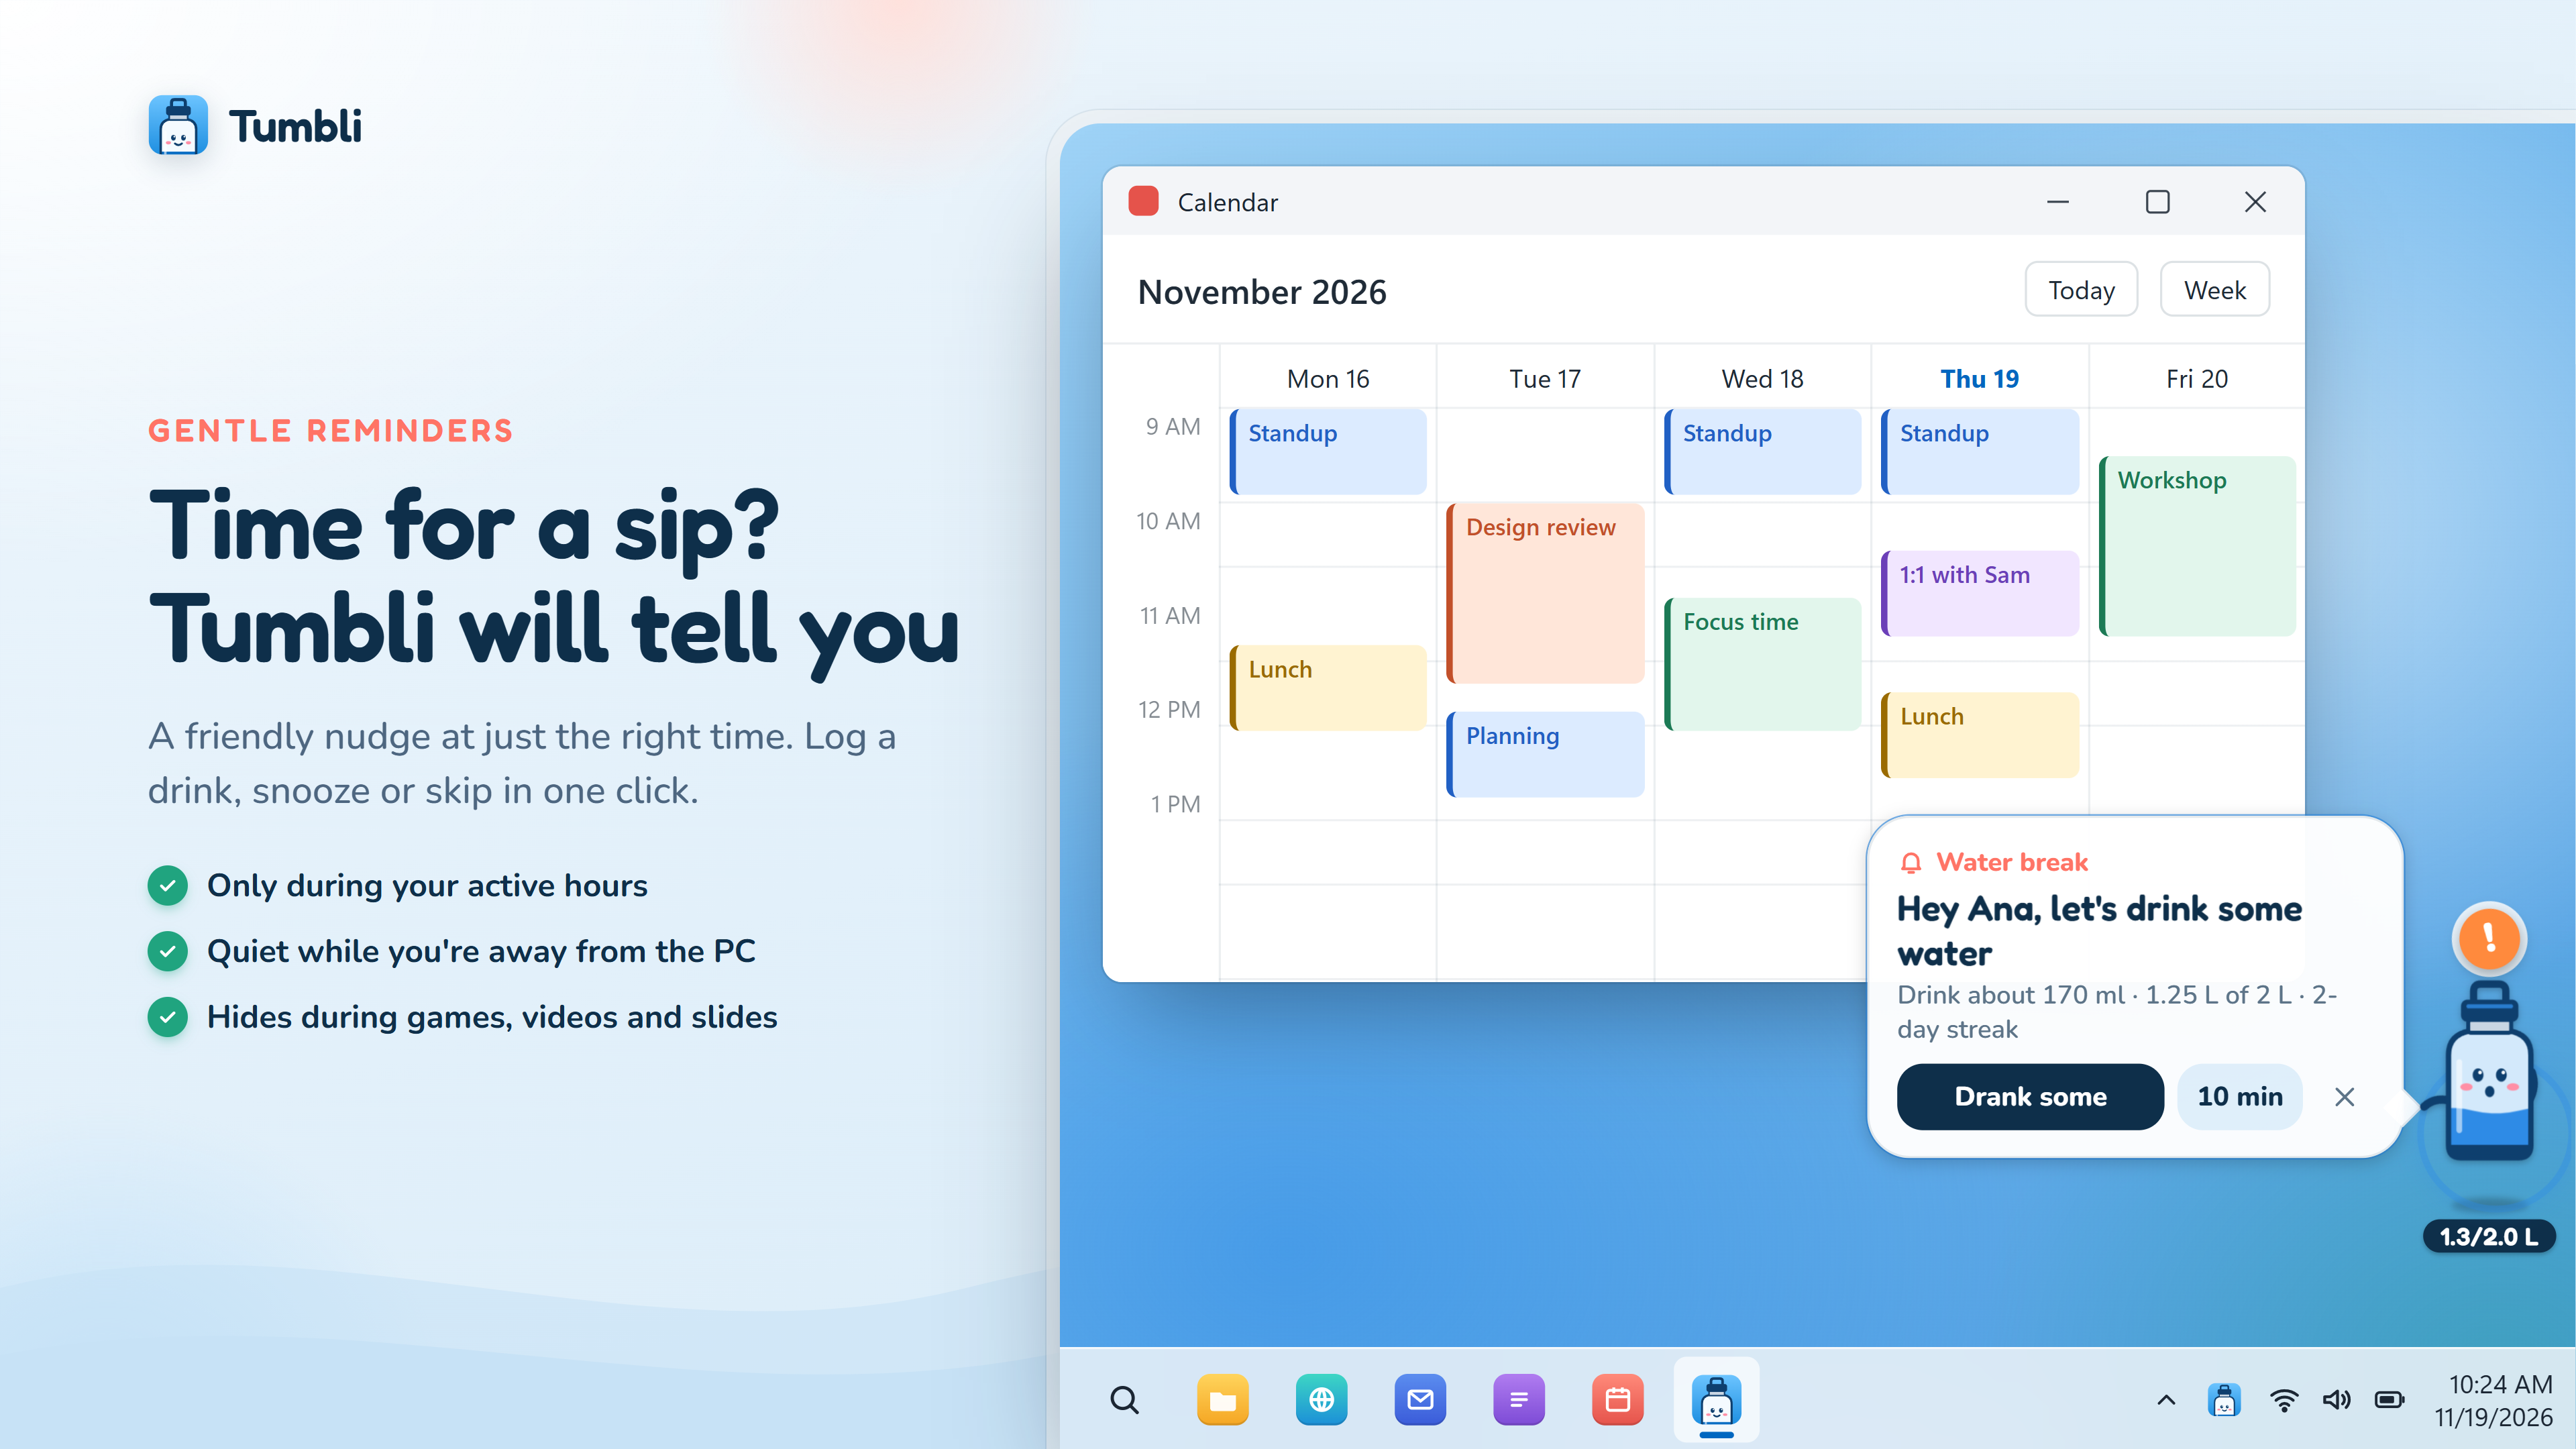 Tumbli
GENTLE REMINDERS
Time for a sip?
Tumbli will tell you
A friendly nudge at just the right time. Log a
drink, snooze or skip in one click.
Only during your active hours
Quiet while you're away from the PC
Hides during games, videos and slides
Calendar
November 2026
Today
Week
Mon 16
Tue 17
Wed 18
Thu 19
Fri 20
9 AM
10 AM
11 AM
12 PM
1 PM
Standup
Lunch
Design review
Planning
Standup
Focus time
Standup
1:1 with Sam
Lunch
Workshop
Water break
Hey Ana, let's drink some
water
Drink about 170 ml · 1.25 L of 2 L · 2-
day streak
Drank some
10 min
!
1.3/2.0 L
10:24 AM
11/19/2026